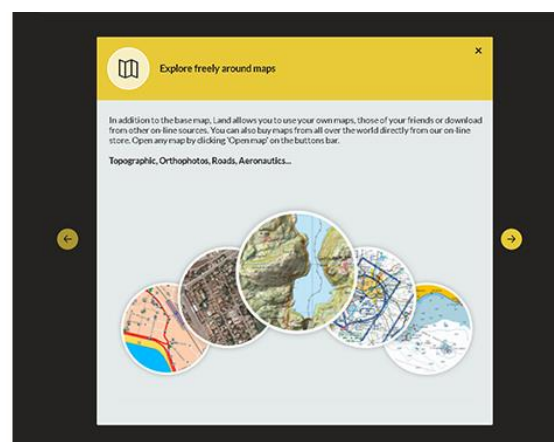 Explore freely around maps
In addition to the base map, Land allows you to use your own maps, those of your friends or download
from other on-line sources. You can also buy maps from all over the world directly from our on-line
store. Open any map by clicking 'Open map' on the buttons bar.
Topographic, Orthophotos, Roads, Aeronautics...